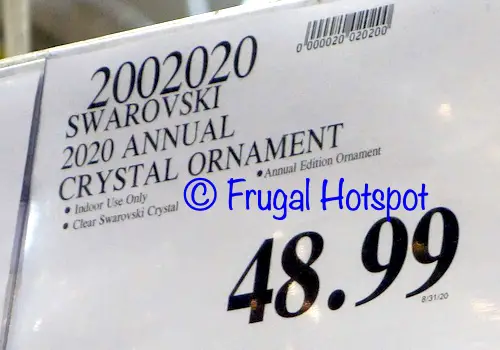 0 000020 020200
2002020
SWAROVSKI
2020 ANNUAL
CRYSTAL ORNAMENT
• Indoor Use Only
• Annual Edition Ornament
• Clear Swarovski Crystal
© Frugal Hotspot
48.99
8/31/20